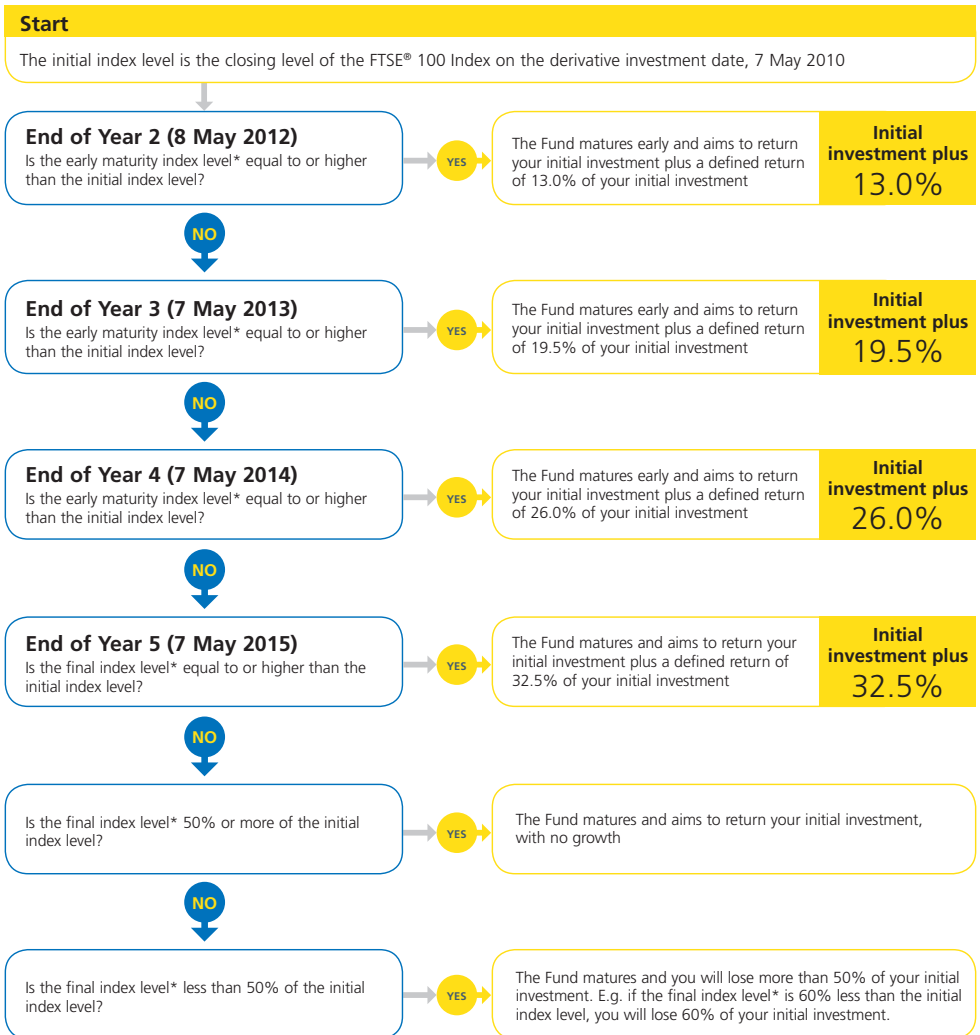 Start
The initial index level is the closing level of the FTSE® 100 Index on the derivative investment date, 7 May 2010
End of Year 2 (8 May 2012)
Is the early maturity index level* equal to or higher
than the initial index level?
YES
The Fund matures early and aims to return
your initial investment plus a defined return
of 13.0% of your initial investment
Initial
investment plus
13.0%
NO
End of Year 3 (7 May 2013)
Is the early maturity index level* equal to or higher
than the initial index level?
YES
The Fund matures early and aims to return
your initial investment plus a defined return
of 19.5% of your initial investment
Initial
investment plus
19.5%
NO
End of Year 4 (7 May 2014)
Is the early maturity index level* equal to or higher
than the initial index level?
YES
The Fund matures early and aims to return
your initial investment plus a defined return
of 26.0% of your initial investment
Initial
investment plus
26.0%
NO
End of Year 5 (7 May 2015)
Is the final index level* equal to or higher than the
initial index level?
YES
The Fund matures and aims to return your
initial investment plus a defined return of
32.5% of your initial investment
Initial
investment plus
32.5%
NO
Is the final index level* 50% or more of the initial
index level?
YES
The Fund matures and aims to return your initial investment,
with no growth
NO
Is the final index level* less than 50% of the initial
index level?
YES
The Fund matures and you will lose more than 50% of your initial
investment. E.g. if the final index level* is 60% less than the initial
index level, you will lose 60% of your initial investment.